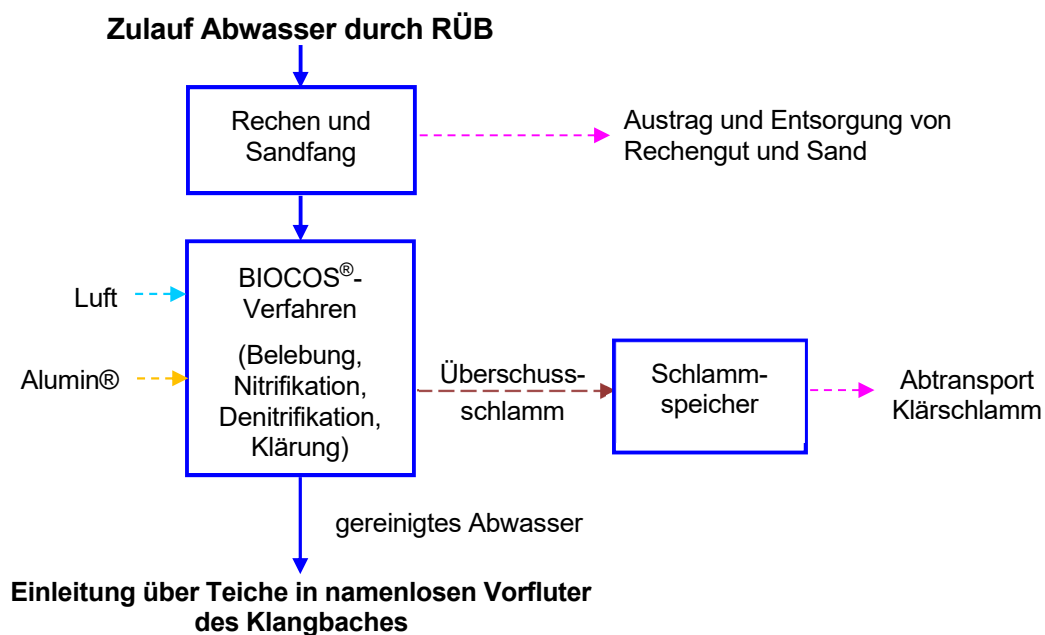 Zulauf Abwasser durch RÜB
Rechen und
Sandfang
Austrag und Entsorgung von
Rechengut und Sand
BIOCOS®-
Verfahren
(Belebung,
Nitrifikation,
Denitrifikation,
Klärung)
Luft
Alumin®
Überschuss-
schlamm
Schlamm-
speicher
Abtransport
Klärschlamm
gereinigtes Abwasser
Einleitung über Teiche in namenlosen Vorfluter
des Klangbaches